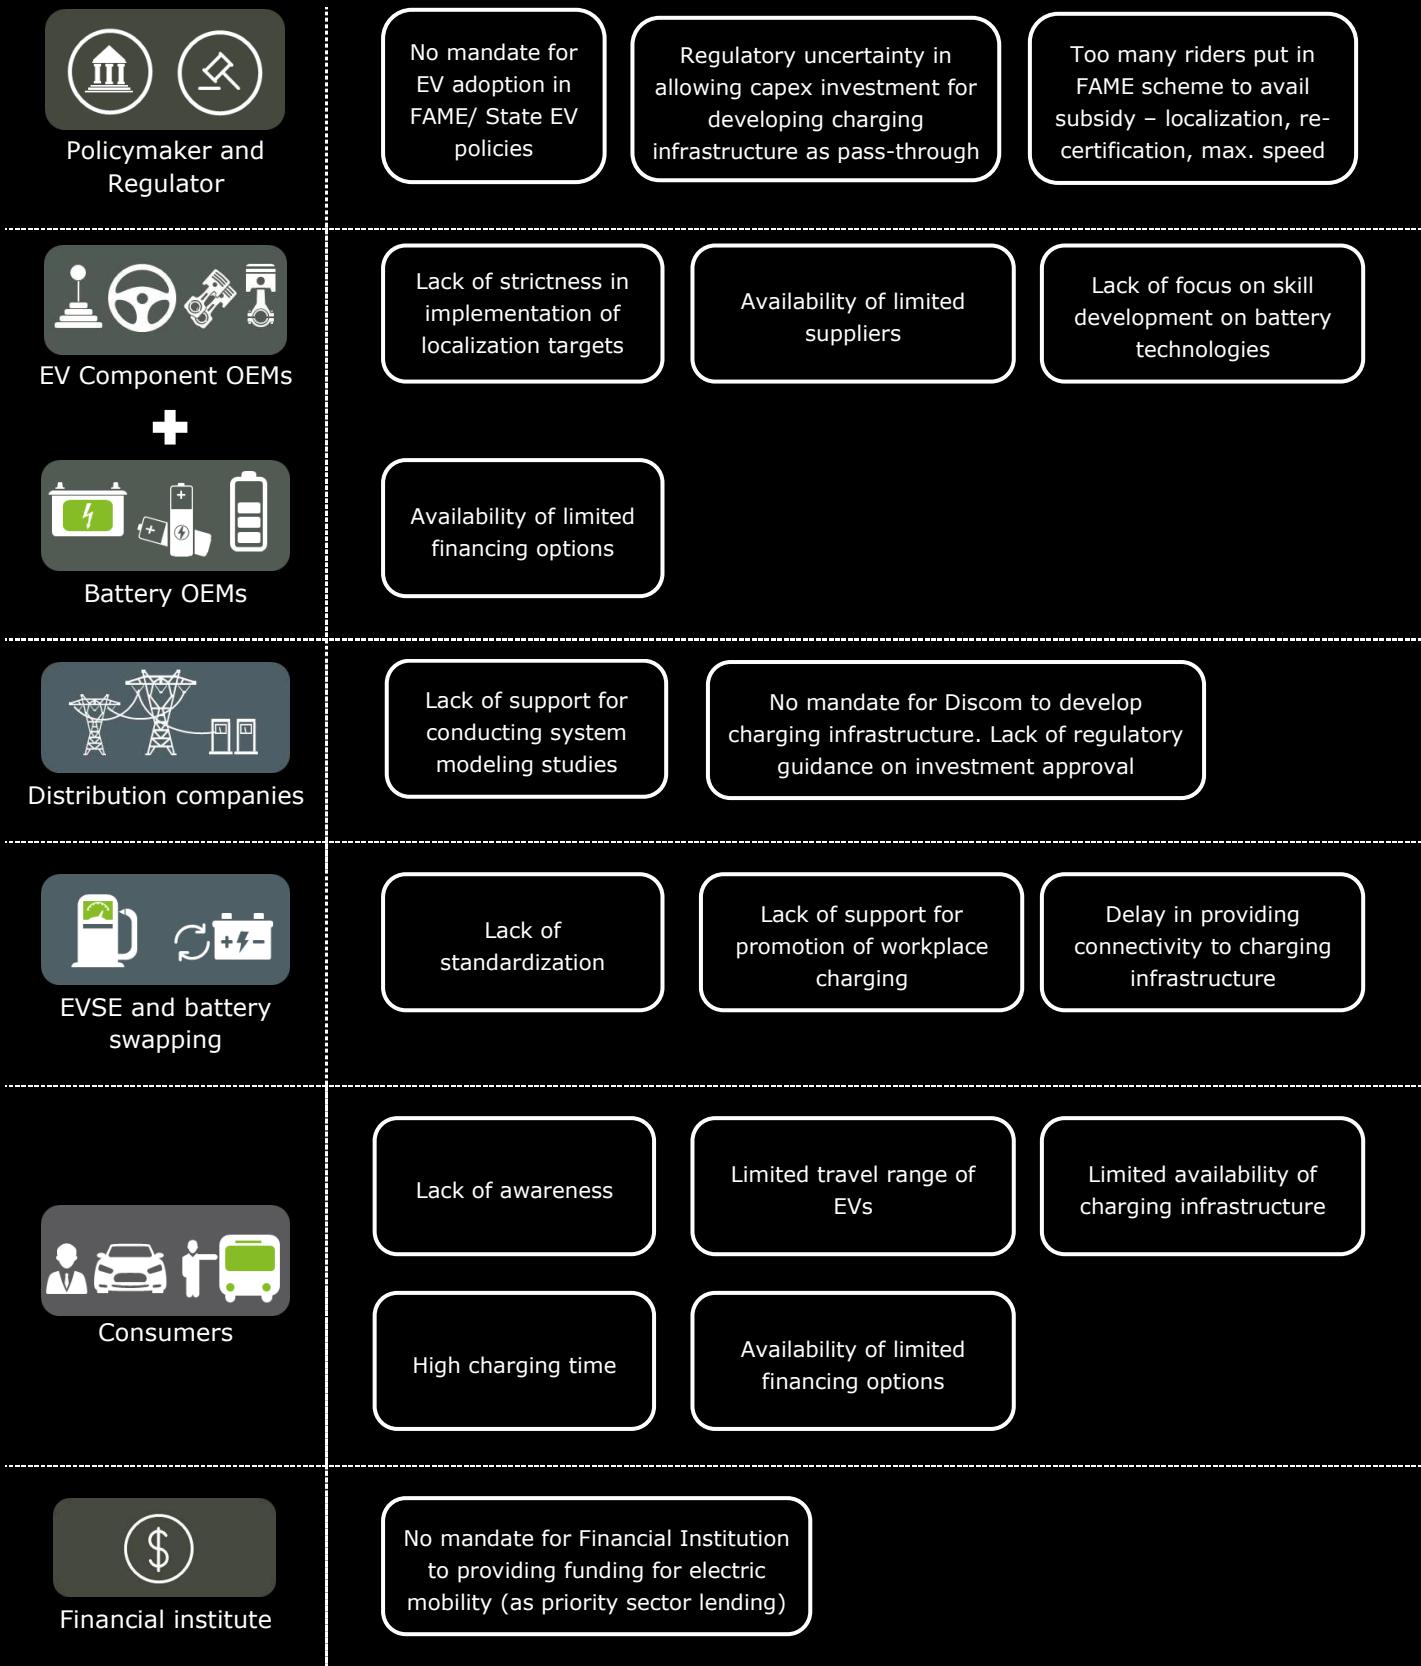 Policymaker and
Regulator
No mandate for
EV adoption in
FAME/ State EV
policies
Regulatory uncertainty in
allowing capex investment for
developing charging
infrastructure as pass-through
Too many riders put in
FAME scheme to avail
subsidy – localization, re-
certification, max. speed
EV Component OEMs
Battery OEMs
Lack of strictness in
implementation of
localization targets
Availability of limited
suppliers
Lack of focus on skill
development on battery
technologies
Availability of limited
financing options
Distribution companies
Lack of support for
conducting system
modeling studies
No mandate for Discom to develop
charging infrastructure. Lack of regulatory
guidance on investment approval
EVSE and battery
swapping
Lack of
standardization
Lack of support for
promotion of workplace
charging
Delay in providing
connectivity to charging
infrastructure
Consumers
Lack of awareness
Limited travel range of
EVs
Limited availability of
charging infrastructure
High charging time
Availability of limited
financing options
Financial institute
No mandate for Financial Institution
to providing funding for electric
mobility (as priority sector lending)